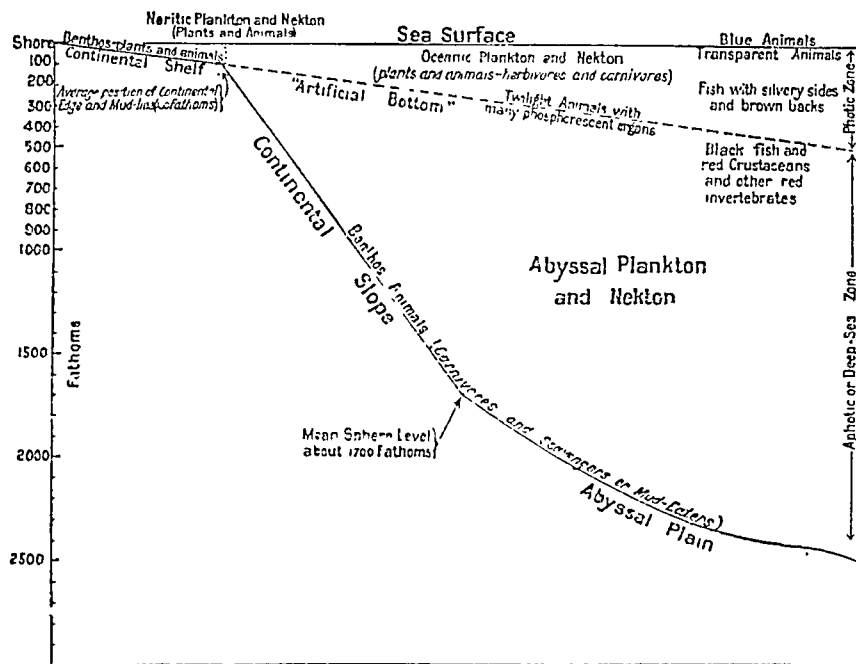 Neritic Plankton and Nekton
(Plants and Animals)
Sea Surface
Blue Animals
Shore
Benthos-plants and animals
Continental Shelf
Oceanic Plankton and Nekton
(plants and animals-herbivores and carnivores)
Transparent Animals
100
200
300
400
500
600
700
800
900
1000
1500
2000
2500
Fathoms
Average position of Continental
Edge and Mud-line
fathoms)
"Artificial
Bottom"
Twilight Animals with
many phosphorescent organs
Fish with silvery sides
and brown backs
Photic Zone
Black fish and
red Crustaceans
and other red
invertebrates
Continental
Slope
Benthos Animals (Carnivores and Scavengers or Mud-Eaters)
Abyssal Plankton
and Nekton
Aphotic or Deep-Sea Zone
Mean Sphere Level
about 1700 Fathoms
Abyssal Plain